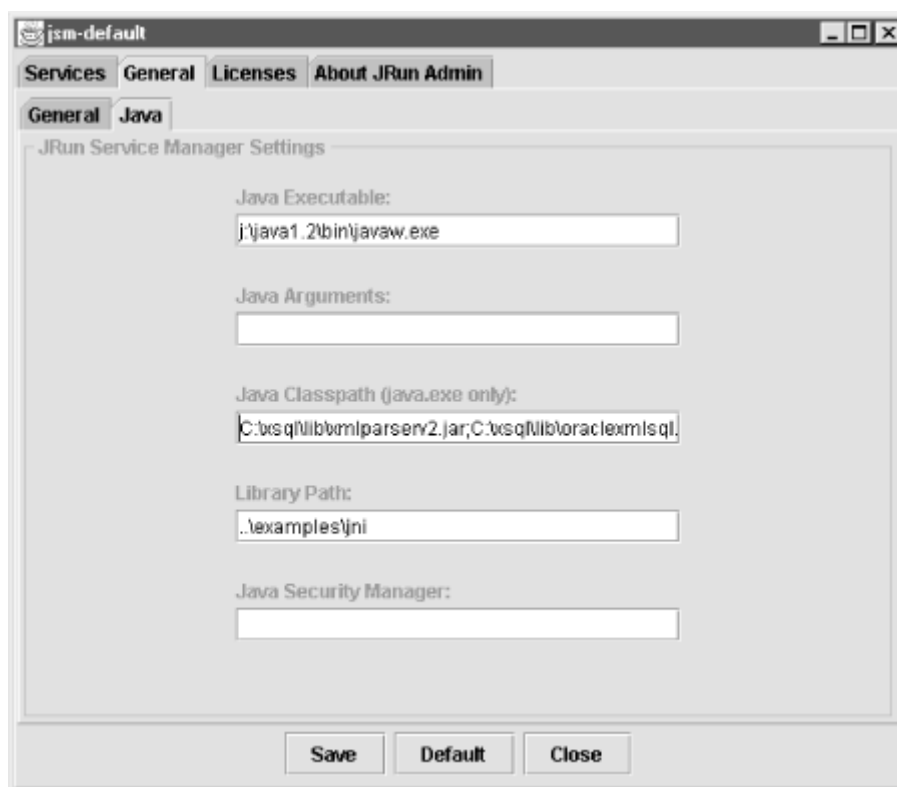 jsm-default
Services General Licenses About JRun Admin
General Java
JRun Service Manager Settings
Java Executable:
j:\java1.2\bin\javaw.exe
Java Arguments:
Java Classpath (java.exe only):
C:\xsql\lib\xmlparserv2.jar;C:\xsql\lib\oraclexmlsql.
Library Path:
..\examples\jni
Java Security Manager:
Save Default Close